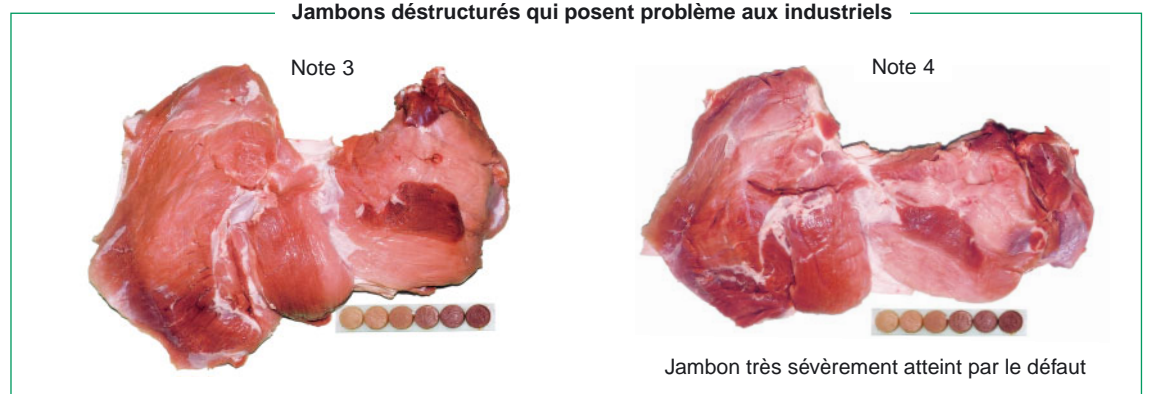 Jambons déstructurés qui posent problème aux industriels
Note 3
Note 4
Jambon très sévèrement atteint par le défaut